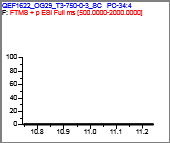 QEF1622_OG29_T3-750-0-3_8C PC-34:4
F: FTMS + p ESI Full ms [500.0000-2000.0000]
100
80
60
40
20
0
10.8 10.9 11.0 11.1 11.2